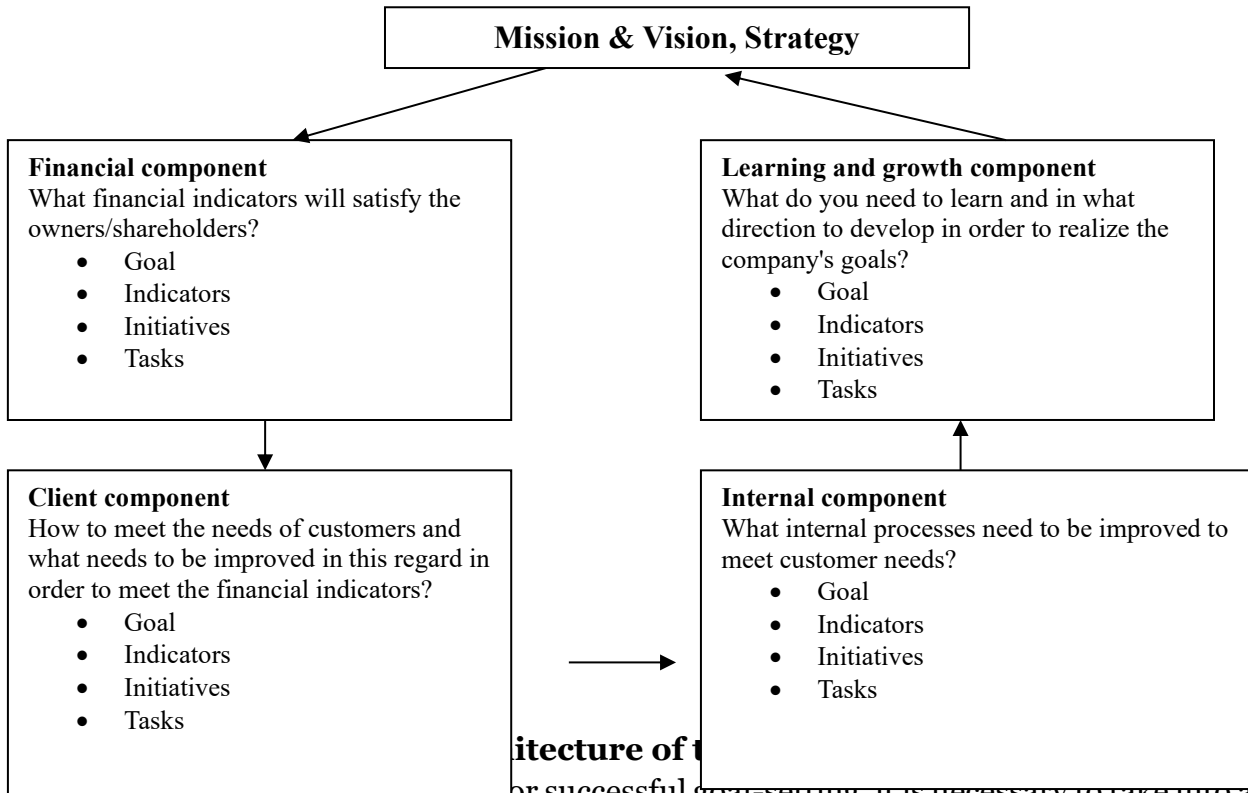 Mission & Vision, Strategy
Financial component
What financial indicators will satisfy the
owners/shareholders?
• Goal
• Indicators
• Initiatives
• Tasks
Learning and growth component
What do you need to learn and in what
direction to develop in order to realize the
company's goals?
• Goal
• Indicators
• Initiatives
• Tasks
Client component
How to meet the needs of customers and
what needs to be improved in this regard in
order to meet the financial indicators?
• Goal
• Indicators
• Initiatives
• Tasks
Internal component
What internal processes need to be improved to
meet customer needs?
• Goal
• Indicators
• Initiatives
• Tasks
itecture of t
or successful